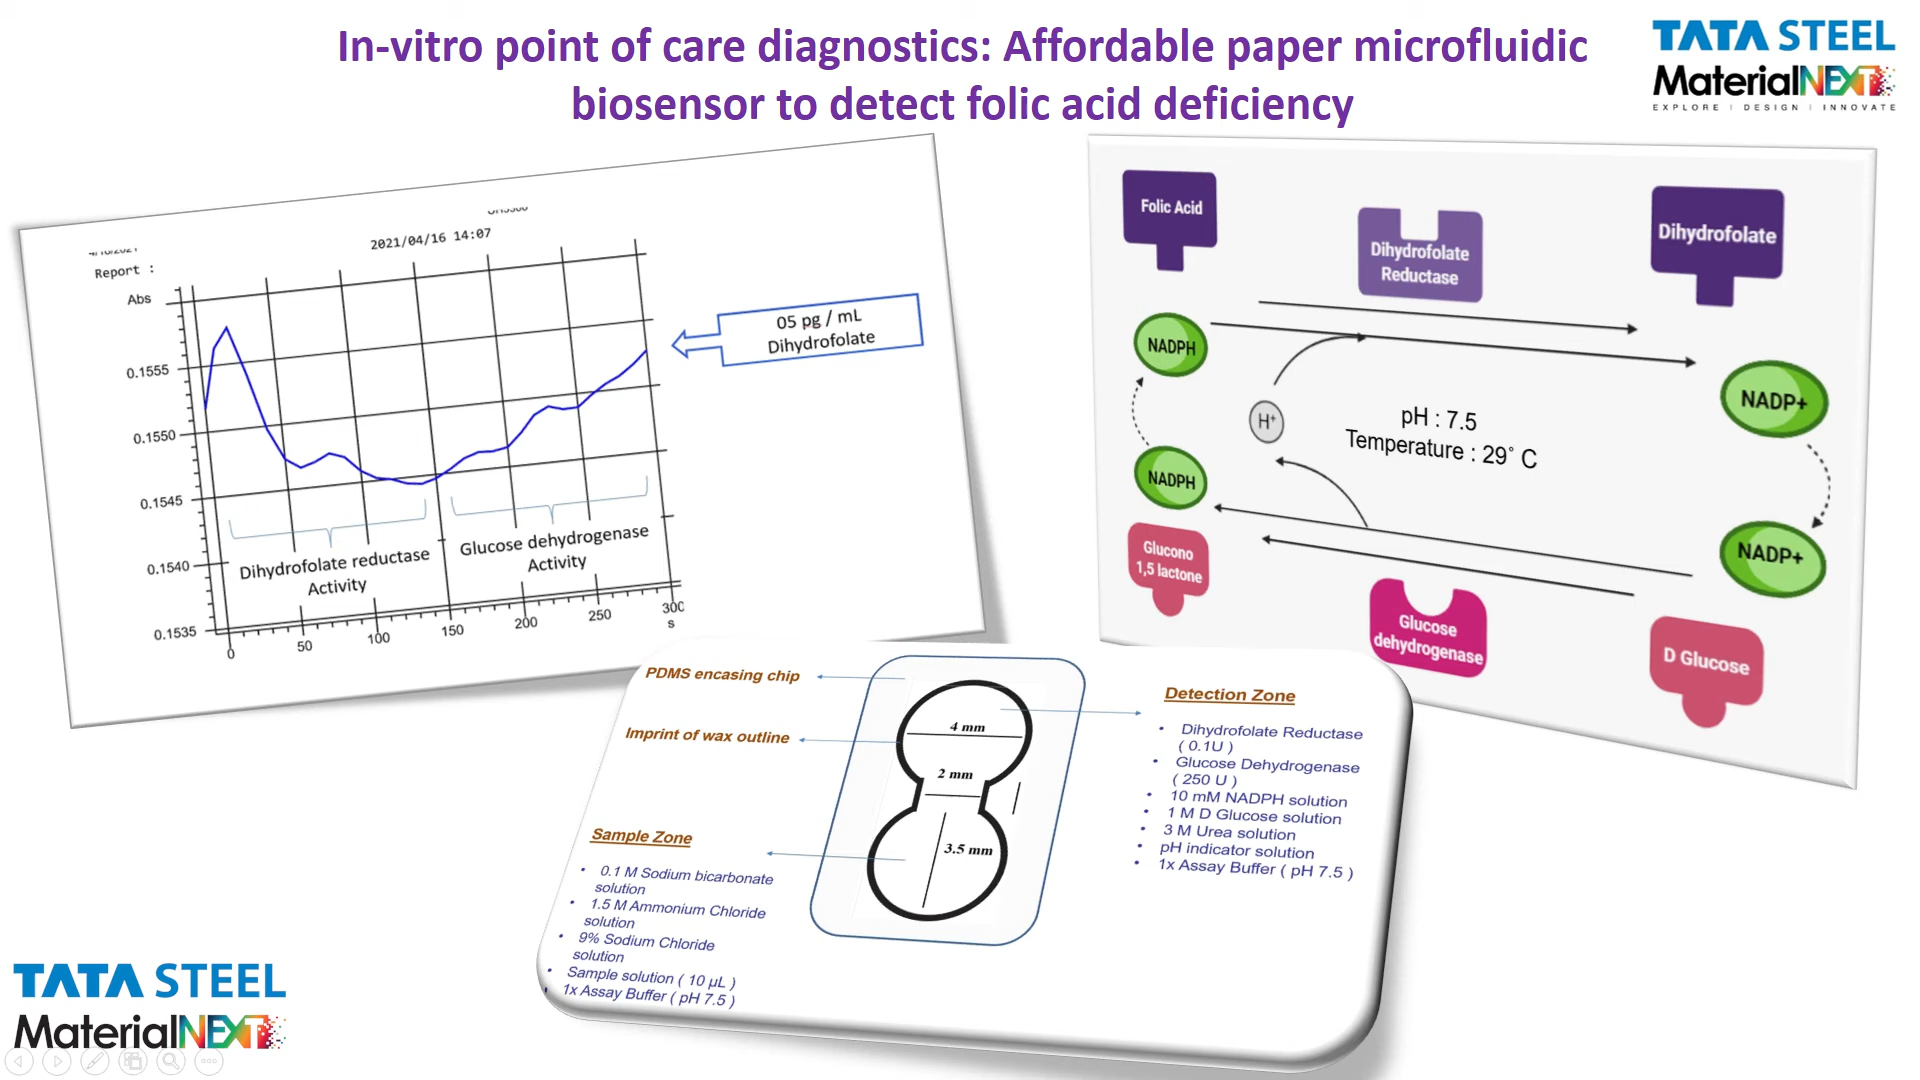 In-vitro point of care diagnostics: Affordable paper microfluidic
biosensor to detect folic acid deficiency
TATA STEEL
MaterialNEXT
EXPLORE | DESIGN | INNOVATE
2021/04/16 14:07
Report :
Abs
0.1555
0.1550
0.1545
0.1540
0.1535
0
50
100
150
200
250
300
s
Dihydrofolate reductase
Activity
Glucose dehydrogenase
Activity
05 pg / mL
Dihydrofolate
Folic Acid
Dihydrofolate
Reductase
Dihydrofolate
NADPH
NADP+
H+
pH : 7.5
Temperature : 29° C
NADPH
NADP+
Glucono
1,5 lactone
Glucose
dehydrogenase
D Glucose
PDMS encasing chip
Imprint of wax outline
4 mm
2 mm
3.5 mm
Sample Zone
• 0.1 M Sodium bicarbonate
solution
• 1.5 M Ammonium Chloride
solution
• 9% Sodium Chloride
solution
• Sample solution ( 10 µL )
• 1x Assay Buffer ( pH 7.5 )
Detection Zone
• Dihydrofolate Reductase
( 0.1U )
• Glucose Dehydrogenase
( 250 U )
• 10 mM NADPH solution
• 1 M D Glucose solution
• 3 M Urea solution
• pH indicator solution
• 1x Assay Buffer ( pH 7.5 )
TATA STEEL
MaterialNEXT